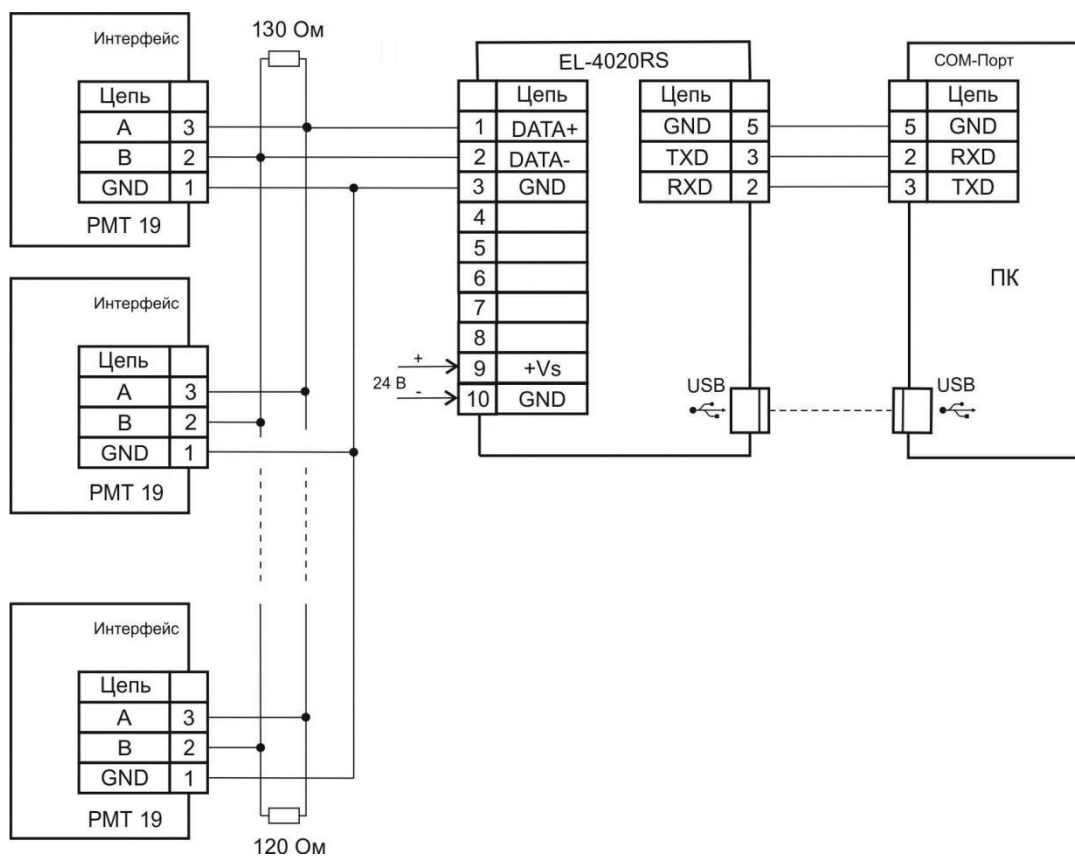 130 Ом
Интерфейс
Цепь
A 3
B 2
GND 1
РМТ 19
EL-4020RS
Цепь
1 DATA+
2 DATA-
3 GND
4
5
6
7
8
9 +Vs
10 GND
+
24 В
-
Цепь
GND 5
TXD 3
RXD 2
USB
COM-Порт
Цепь
5 GND
2 RXD
3 TXD
ПК
USB
Интерфейс
Цепь
A 3
B 2
GND 1
РМТ 19
Интерфейс
Цепь
A 3
B 2
GND 1
РМТ 19
120 Ом